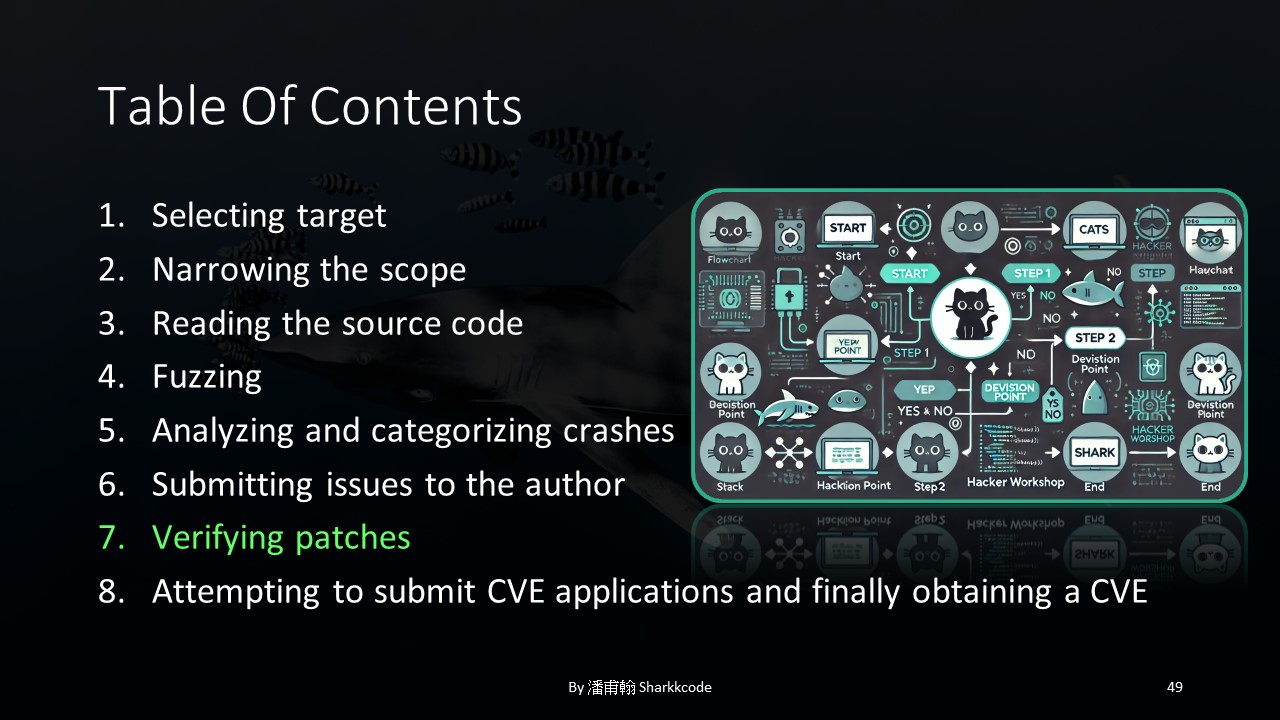 Table Of Contents
1. Selecting target
2. Narrowing the scope
3. Reading the source code
4. Fuzzing
5. Analyzing and categorizing crashes
6. Submitting issues to the author
7. Verifying patches
8. Attempting to submit CVE applications and finally obtaining a CVE
START
CATS
HACKER
Flowchart
Start
Hauchat
START
STEP 1
NO
STEP
YES
NO
NO
STEP 2
POINT
STEP 1
NO
Devistion
Point
YEP
DEVISION
POINT
YS
NO
Decistion
Point
YES & NO
Devistion
Point
HACKER
WORSHOP
SHARK
Stack
Hacktion Point
Step2
Hacker Workshop
End
End
By 潘甫翰 Sharkkcode
49